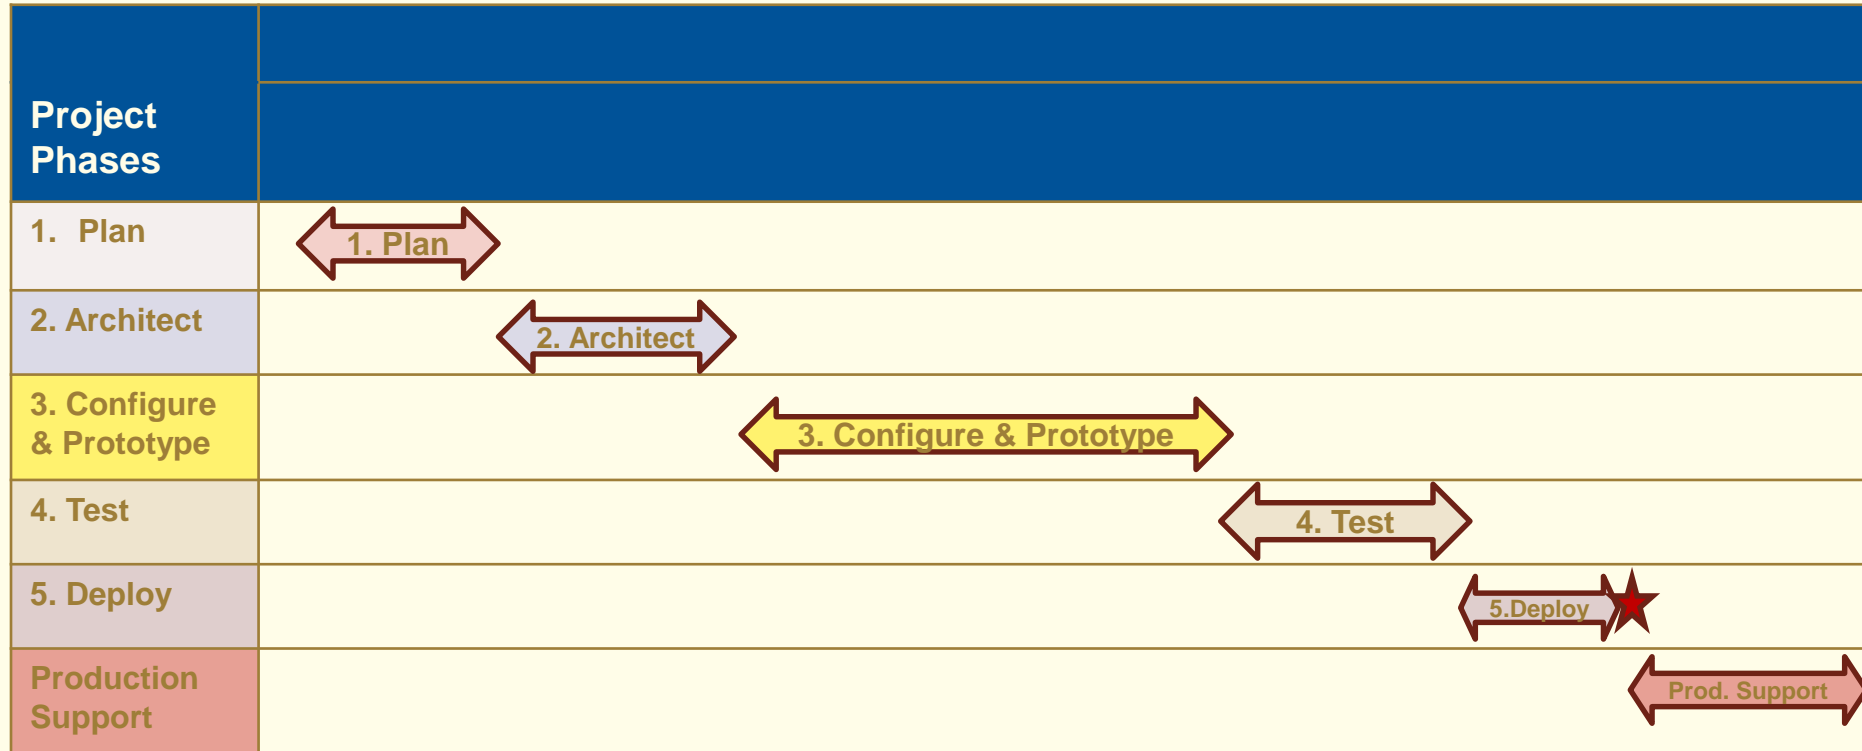 Project
Phases
1. Plan
1. Plan
2. Architect
2. Architect
3. Configure
& Prototype
3. Configure & Prototype
4. Test
4. Test
5. Deploy
5.Deploy
Production
Support
Prod. Support